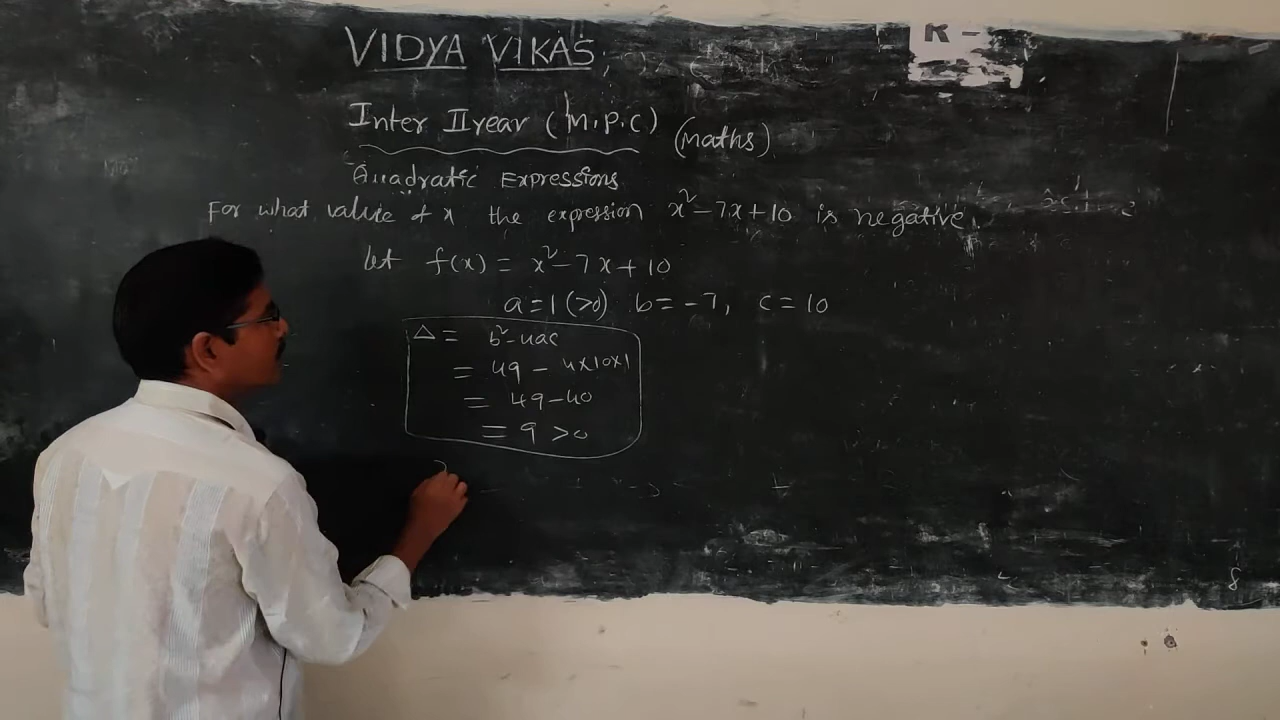 VIDYA VIKAS
R -
Inter II year (M.P.C) (Maths)
Quadratic Expressions
For what value of x the expression x² - 7x + 10 is negative.
let f(x) = x² - 7x + 10
a = 1 (>0) b = -7, c = 10
Δ = b² - 4ac
= 49 - 4x10x1
= 49 - 40
= 9 > 0
8